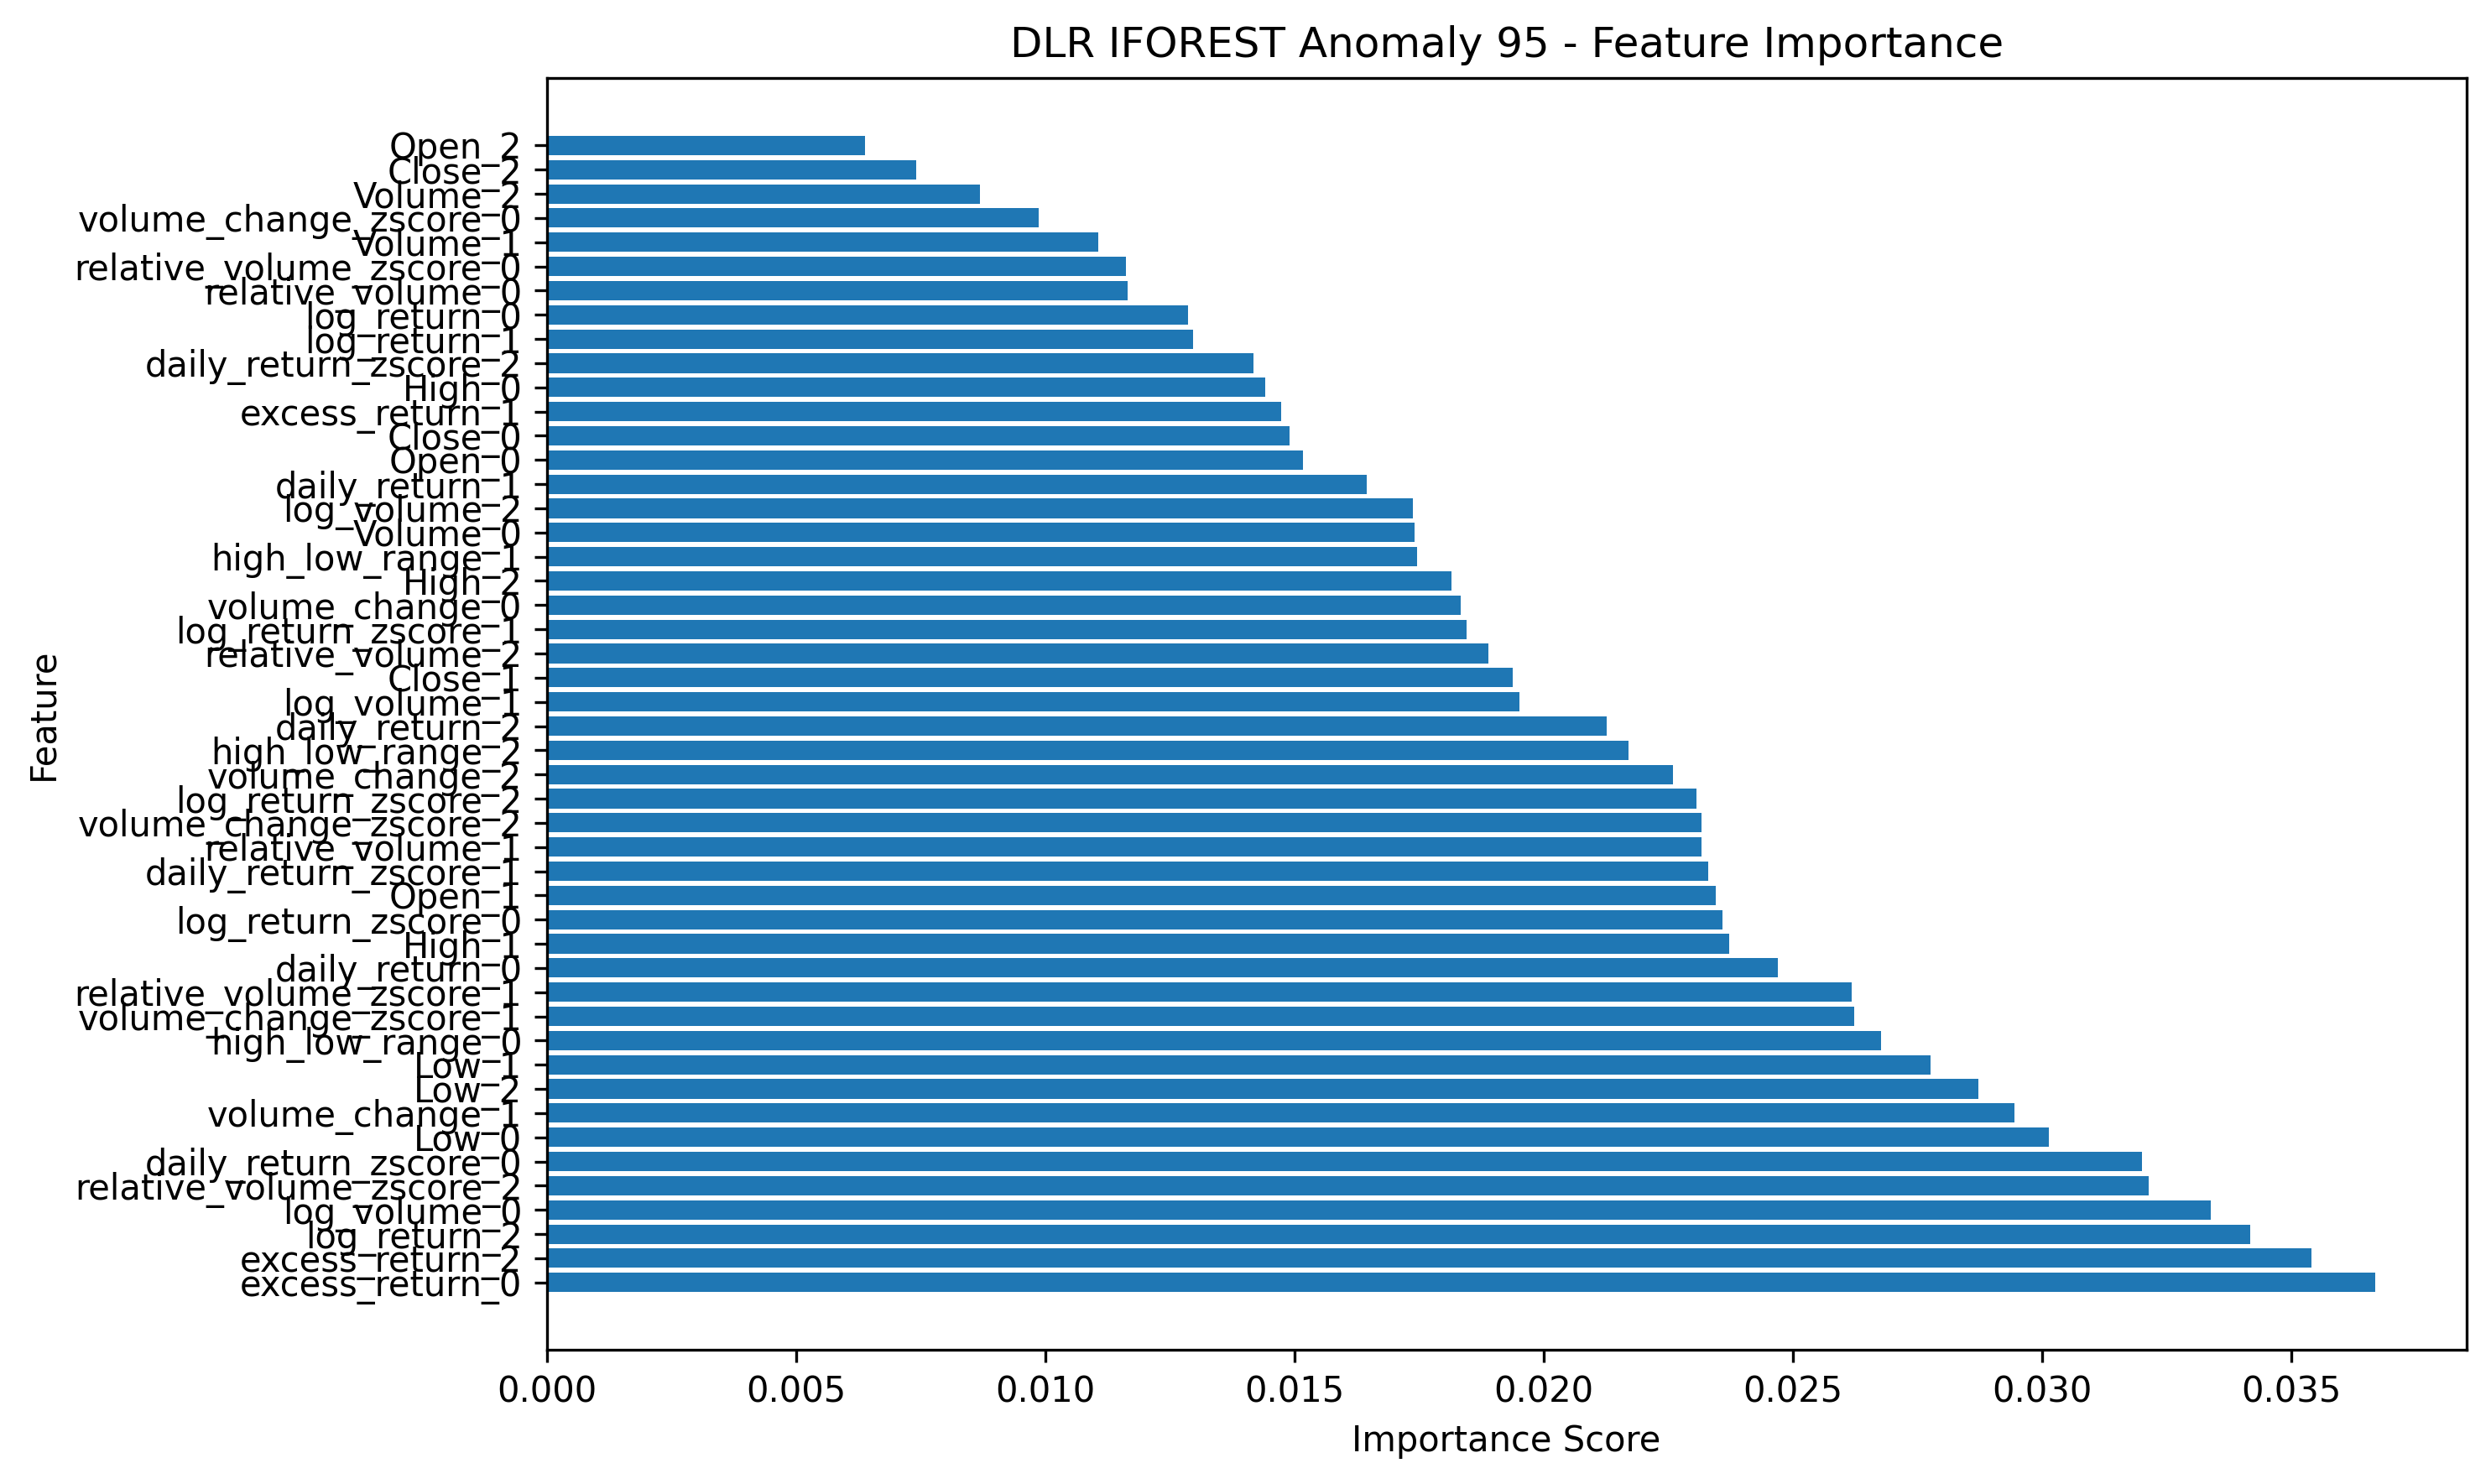 DLR IFOREST Anomaly 95 - Feature Importance
Open_2
Close_2
Volume_2
volume_change_zscore_0
Volume_1
relative_volume_zscore_0
relative_volume_0
log_return_0
log_return_1
daily_return_zscore_2
High_0
excess_return_1
Close_0
Open_0
daily_return_1
log_volume_2
Volume_0
high_low_range_1
High_2
volume_change_0
log_return_zscore_1
relative_volume_2
Close_1
log_volume_1
daily_return_2
high_low_range_2
volume_change_2
log_return_zscore_2
volume_change_zscore_2
relative_volume_1
daily_return_zscore_1
Open_1
log_return_zscore_0
High_1
daily_return_0
relative_volume_zscore_1
volume_change_zscore_1
high_low_range_0
Low_1
Low_2
volume_change_1
Low_0
daily_return_zscore_0
relative_volume_zscore_2
log_volume_0
log_return_2
excess_return_2
excess_return_0
Feature
0.000 0.005 0.010 0.015 0.020 0.025 0.030 0.035
Importance Score